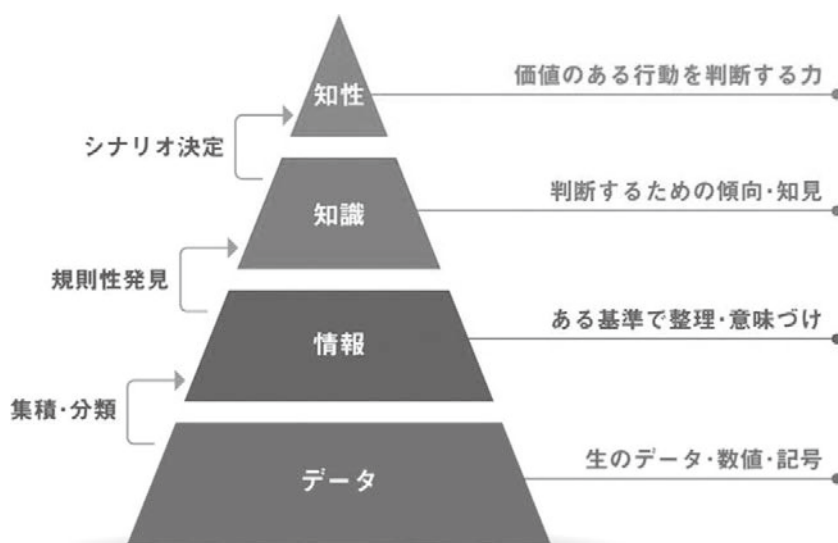 知性
価値のある行動を判断する力
シナリオ決定
知識
判断するための傾向・知見
規則性発見
情報
ある基準で整理・意味づけ
集積・分類
データ
生のデータ・数値・記号